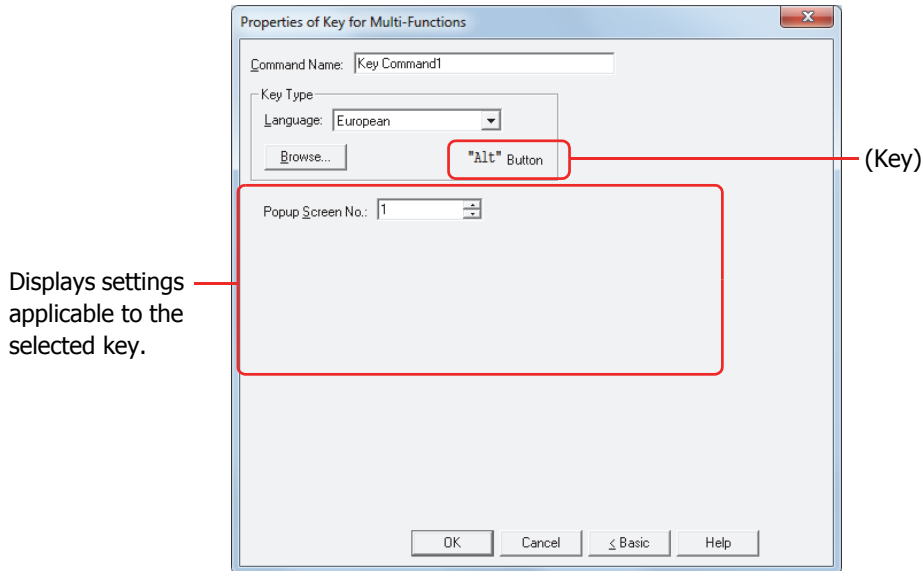 Properties of Key for Multi-Functions
x
Command Name: Key Command1
Key Type
Language: European
Browse...
"Alt" Button
(Key)
Popup Screen No.: 1
Displays settings
applicable to the
selected key.
OK
Cancel
< Basic
Help